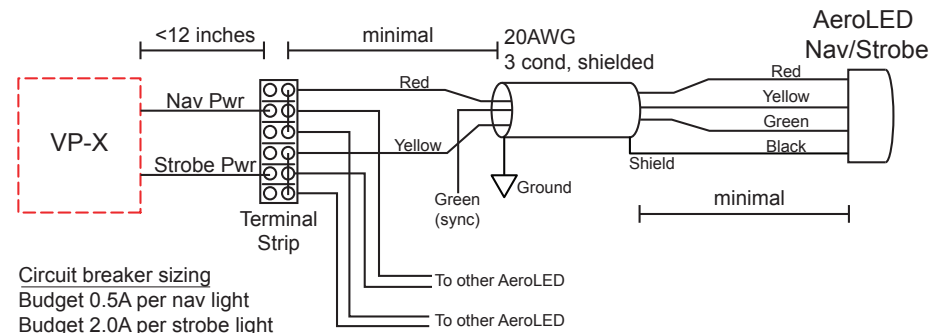 AeroLED
Nav/Strobe
<12 inches
minimal
20AWG
3 cond, shielded
Red
Red
Nav Pwr
Yellow
VP-X
Green
Yellow
Black
Strobe Pwr
Shield
Ground
Green
(sync)
minimal
Terminal
Strip
Circuit breaker sizing
Budget 0.5A per nav light
Budget 2.0A per strobe light
To other AeroLED
To other AeroLED